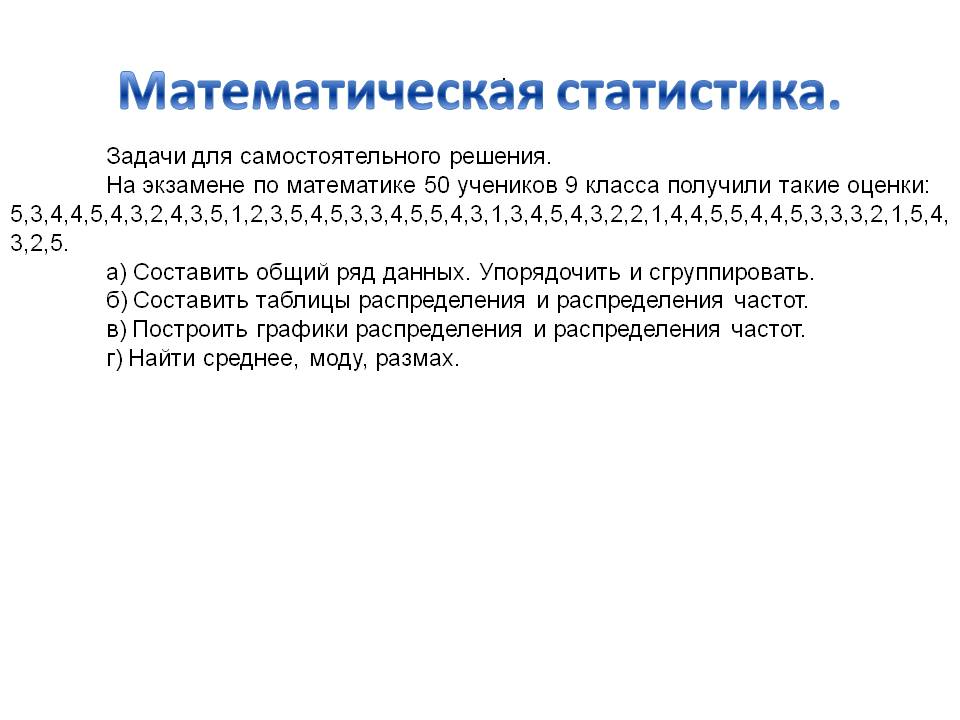 Математическая статистика.
Задачи для самостоятельного решения.
На экзамене по математике 50 учеников 9 класса получили такие оценки:
5,3,4,4,5,4,3,2,4,3,5,1,2,3,5,4,5,3,3,4,5,5,4,3,1,3,4,5,4,3,2,2,1,4,4,5,5,4,4,5,3,3,3,2,1,5,4,
3,2,5.
а) Составить общий ряд данных. Упорядочить и сгруппировать.
б) Составить таблицы распределения и распределения частот.
в) Построить графики распределения и распределения частот.
г) Найти среднее, моду, размах.